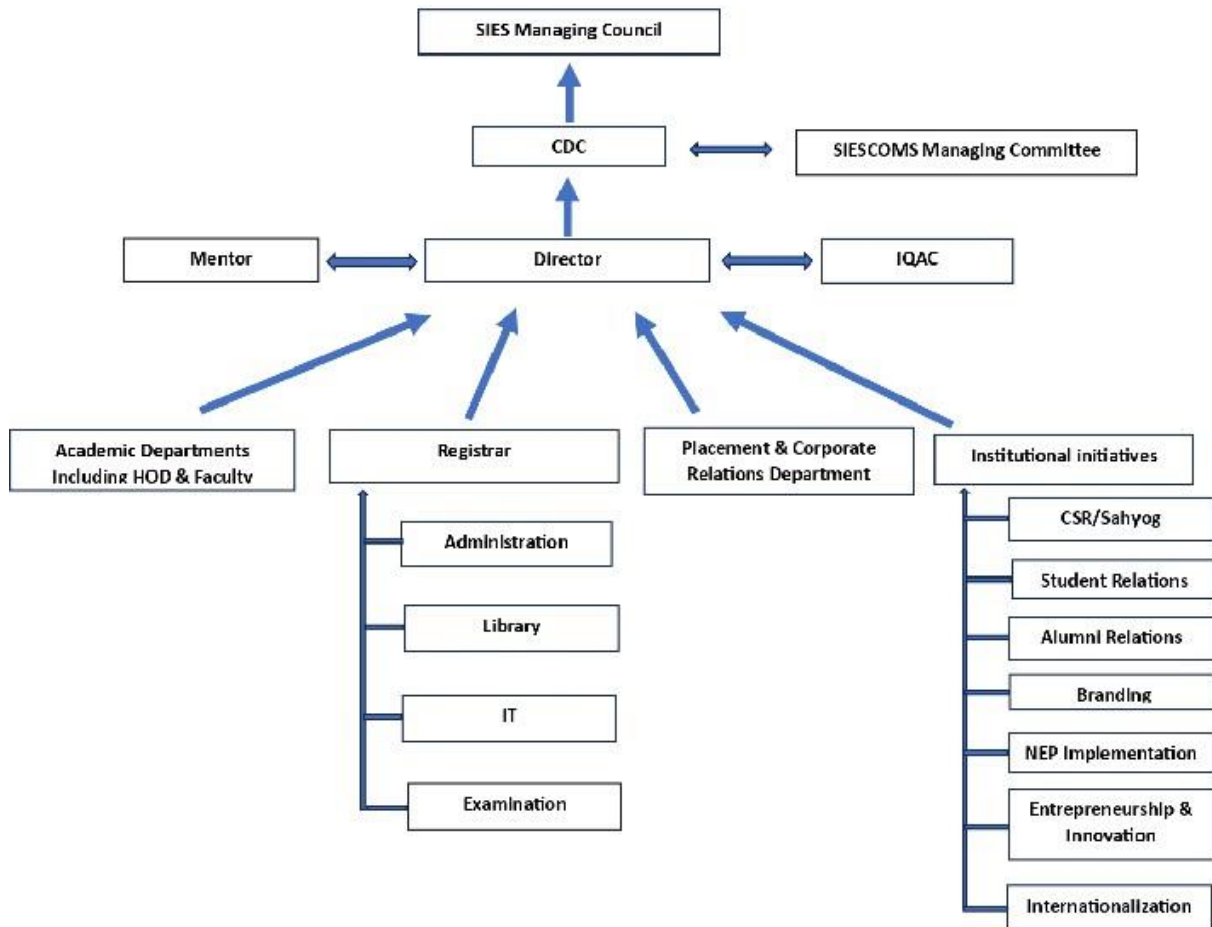 SIES Managing Council
CDC
SIESCOMS Managing Committee
Mentor
Director
IQAC
Academic Departments
Including HOD & Faculty
Registrar
Placement & Corporate
Relations Department
Institutional initiatives
Administration
Library
IT
Examination
CSR/Sahyog
Student Relations
Alumni Relations
Branding
NEP Implementation
Entrepreneurship &
Innovation
Internationalization